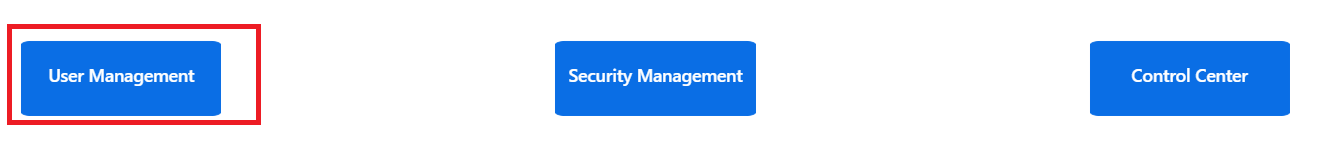 User Management
Security Management
Control Center